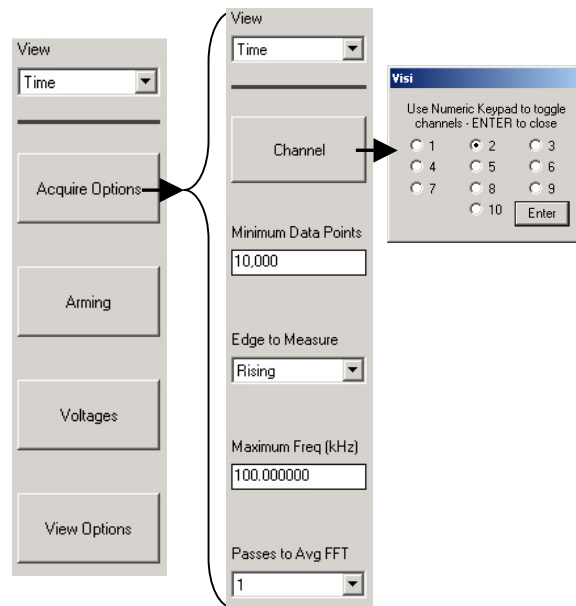 View
Time
Acquire Options
Arming
Voltages
View Options
View
Time
Channel
Minimum Data Points
10,000
Edge to Measure
Rising
Maximum Freq (kHz)
100.000000
Passes to Avg FFT
1
Visi
Use Numeric Keypad to toggle
channels - ENTER to close
1 2 3
4 5 6
7 8 9
10 Enter